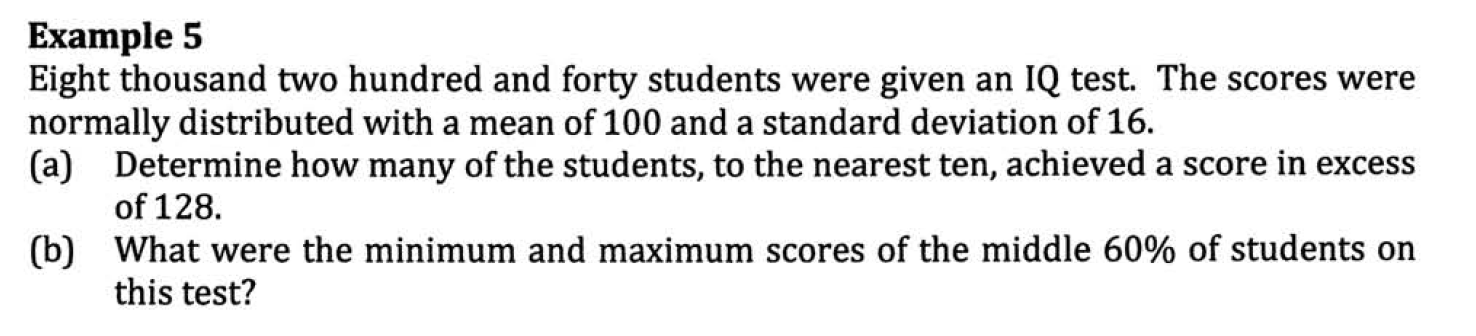 Example 5
Eight thousand two hundred and forty students were given an IQ test. The scores were
normally distributed with a mean of 100 and a standard deviation of 16.
(a) Determine how many of the students, to the nearest ten, achieved a score in excess
of 128.
(b) What were the minimum and maximum scores of the middle 60% of students on
this test?